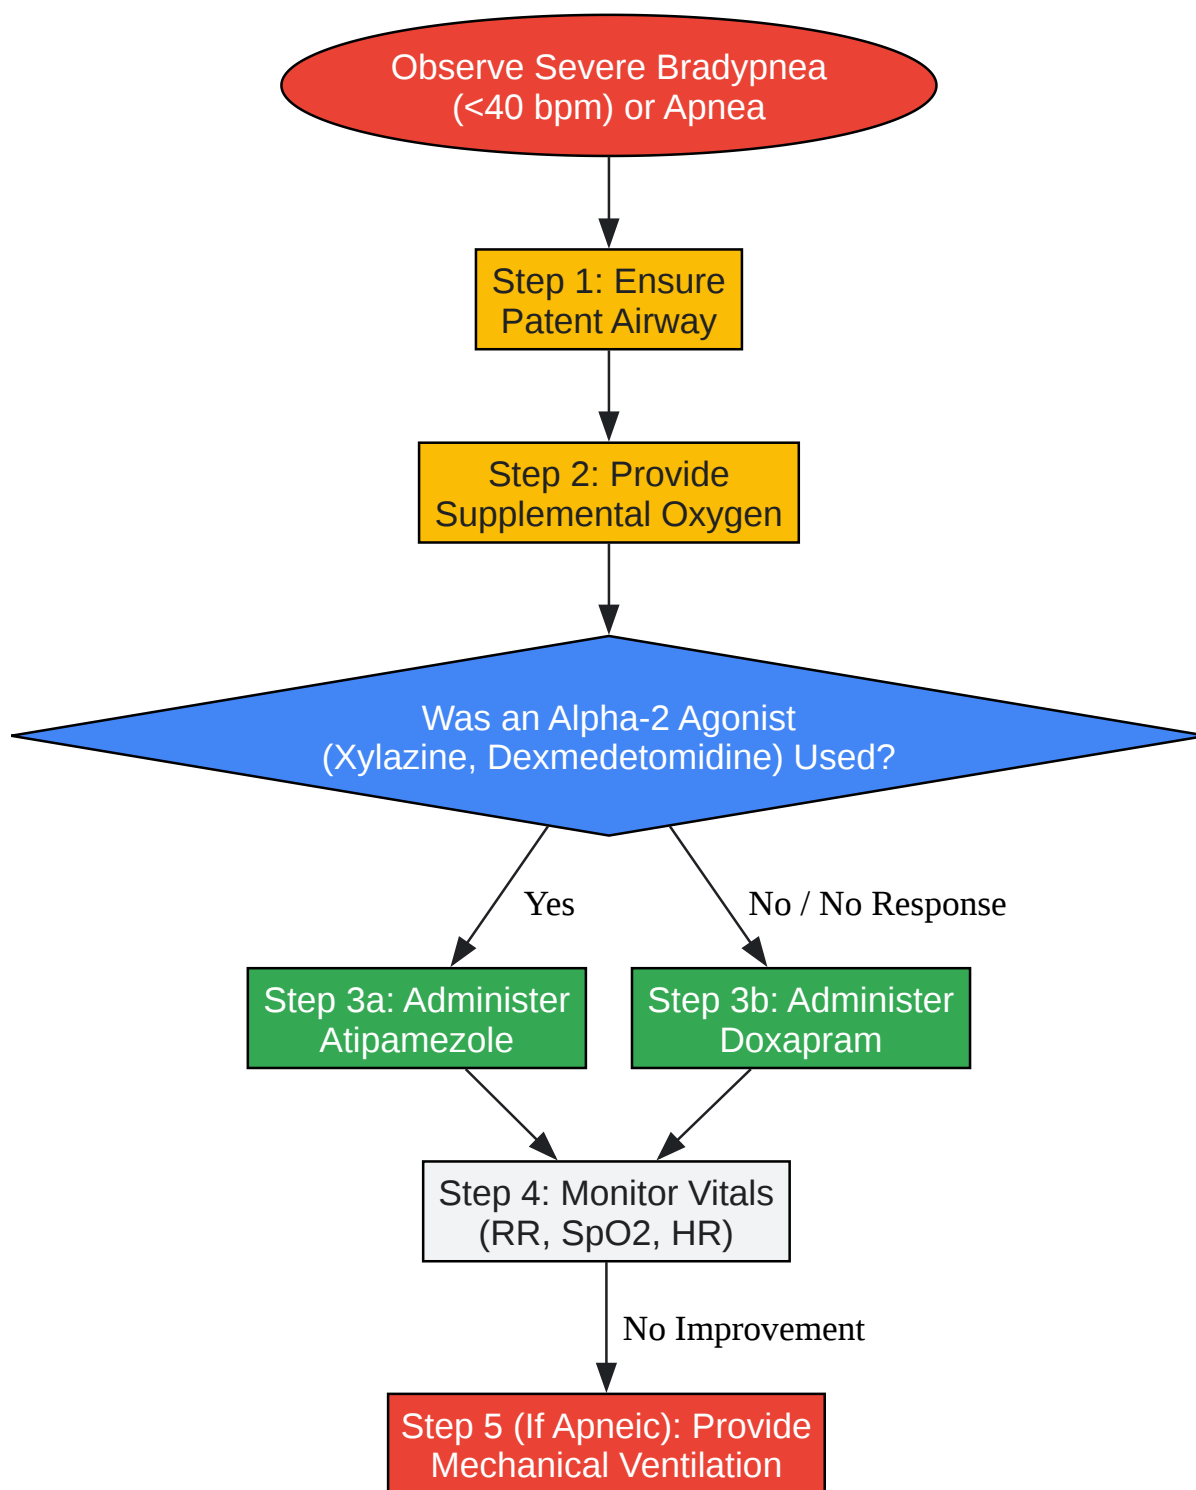 Observe Severe Bradypnea
(<40 bpm) or Apnea
Step 1: Ensure
Patent Airway
Step 2: Provide
Supplemental Oxygen
Was an Alpha-2 Agonist
(Xylazine, Dexmedetomidine) Used?
Yes
No / No Response
Step 3a: Administer
Atipamezole
Step 3b: Administer
Doxapram
Step 4: Monitor Vitals
(RR, SpO2, HR)
No Improvement
Step 5 (If Apneic): Provide
Mechanical Ventilation